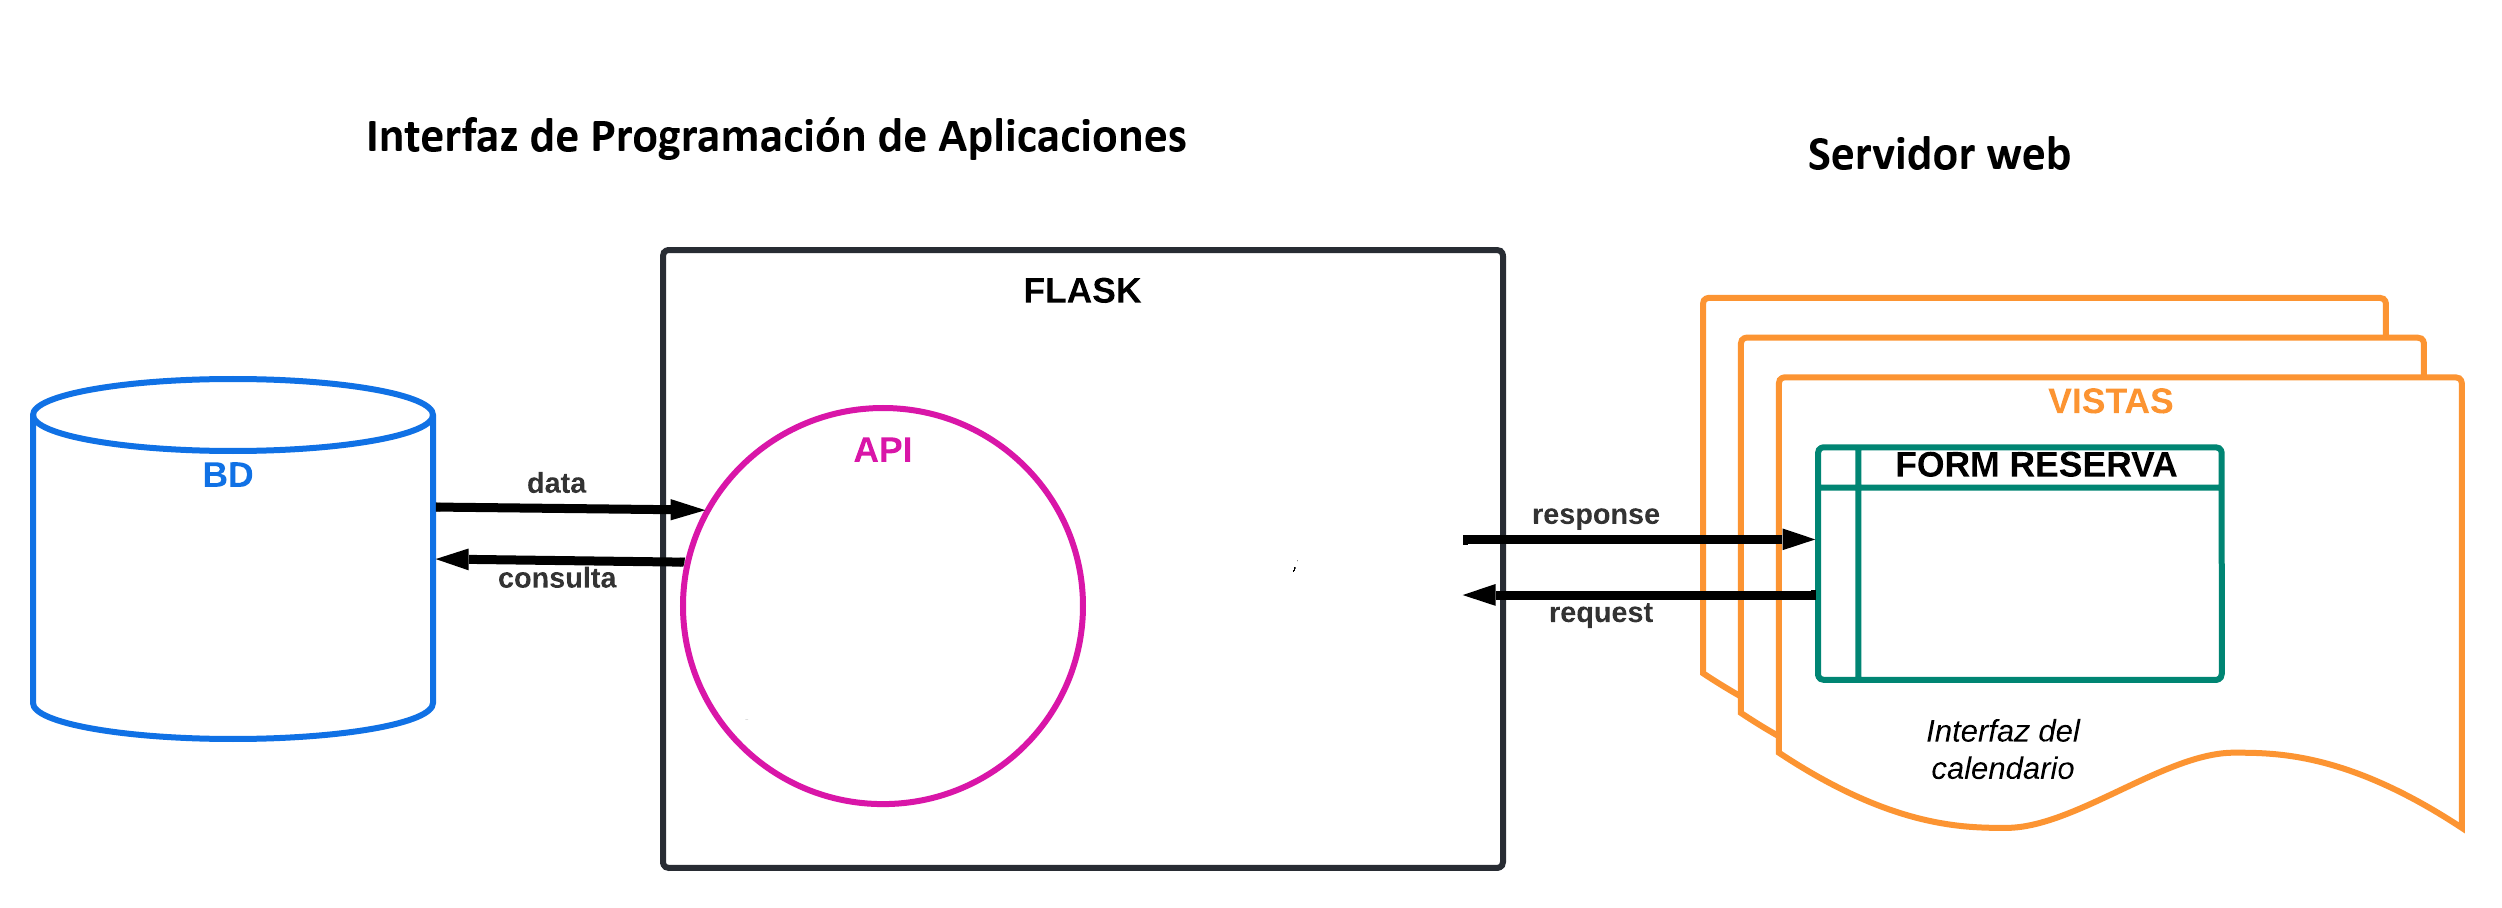 Interfaz de Programación de Aplicaciones
Servidor web
FLASK
VISTAS
API
FORM RESERVA
BD
data
response
consulta
request
Interfaz del
calendario